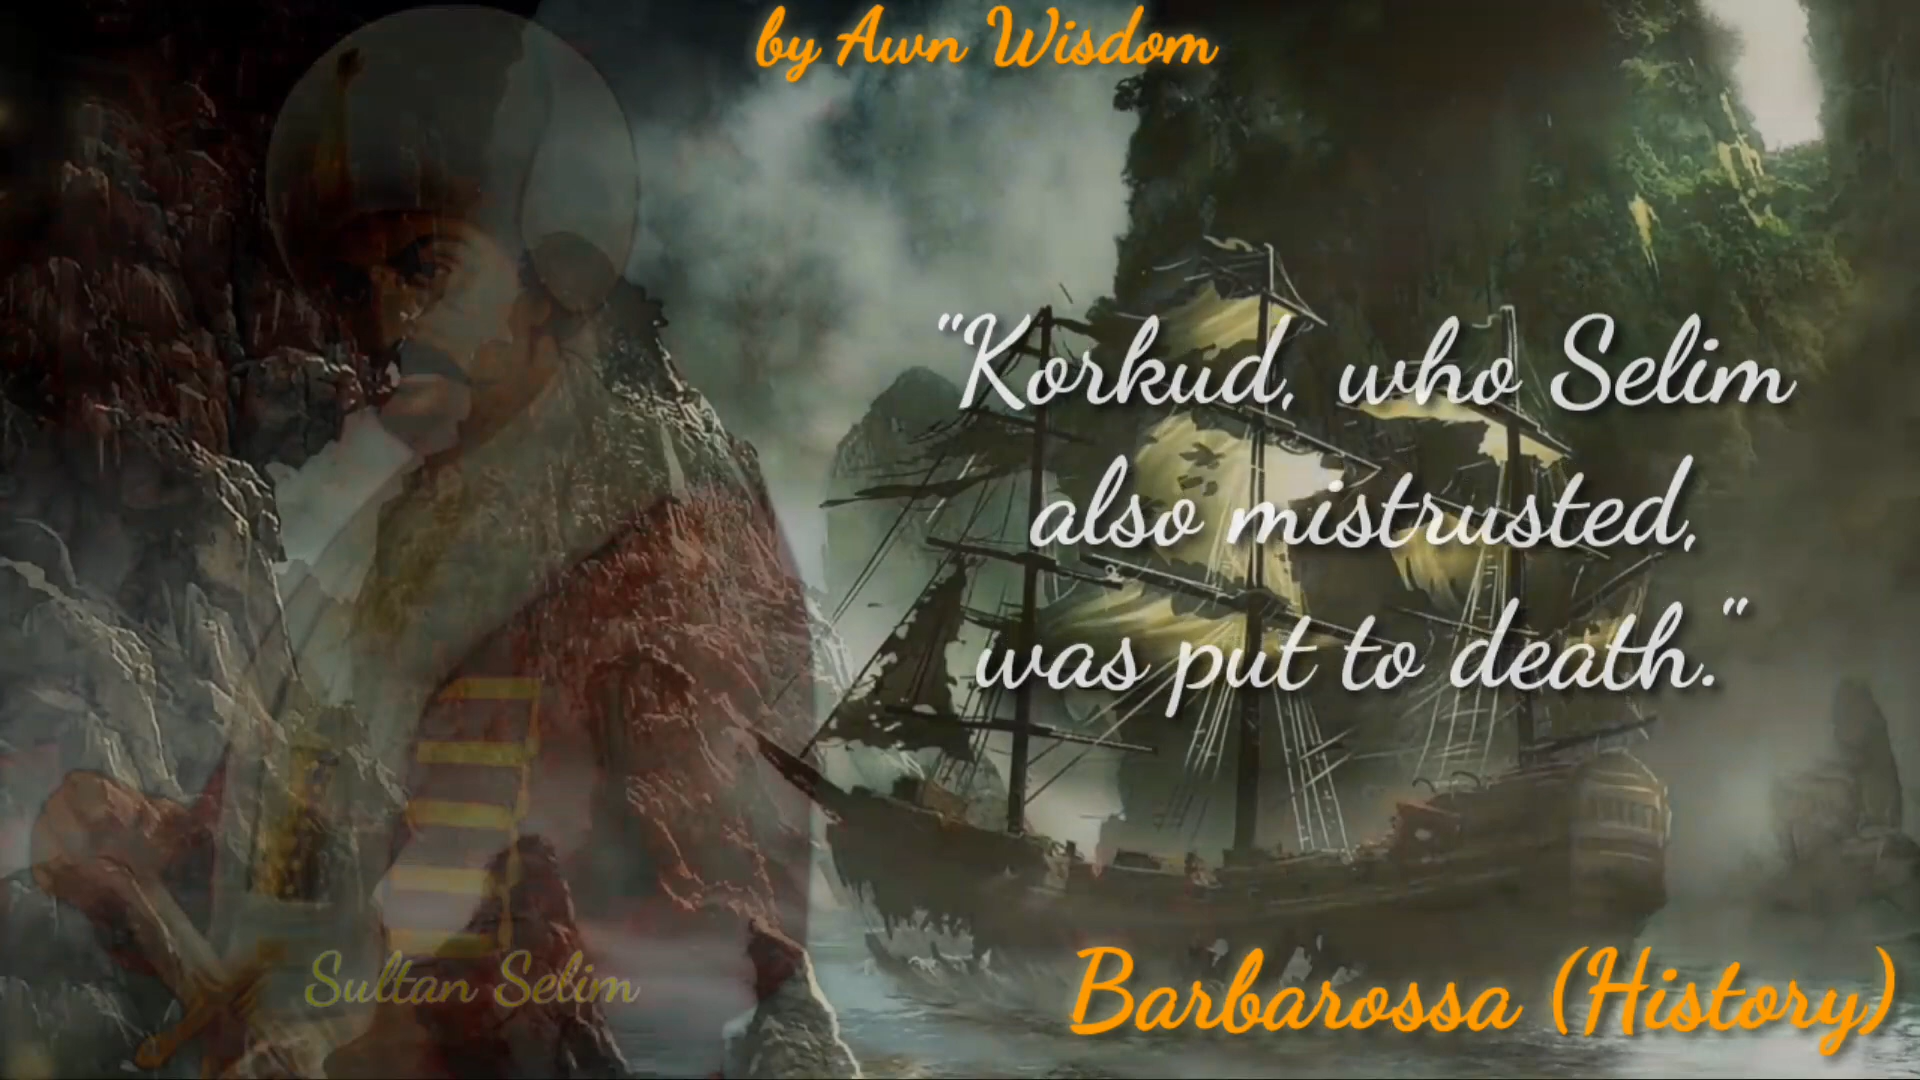 by Awn Wisdom
"Korkud, who Selim
also mistrusted,
was put to death."
Sultan Selim
Barbarossa (History)